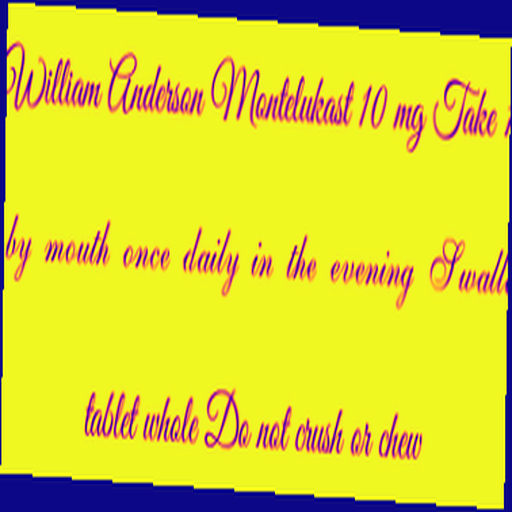 William Anderson Montelukast 10 mg Take
by mouth once daily in the evening
tablet whole Do not crush or chew